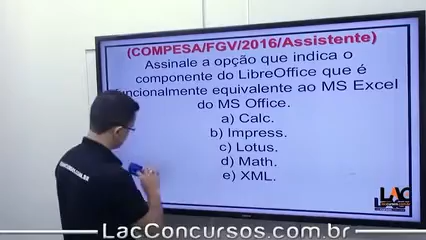 (COMPESA/FGV/2016/Assistente)
Assinale a opção que indica o
componente do LibreOffice que é
funcionalmente equivalente ao MS Excel
do MS Office.
a) Calc.
b) Impress.
c) Lotus.
d) Math.
e) XML.
LAC
LacConcursos.com.br